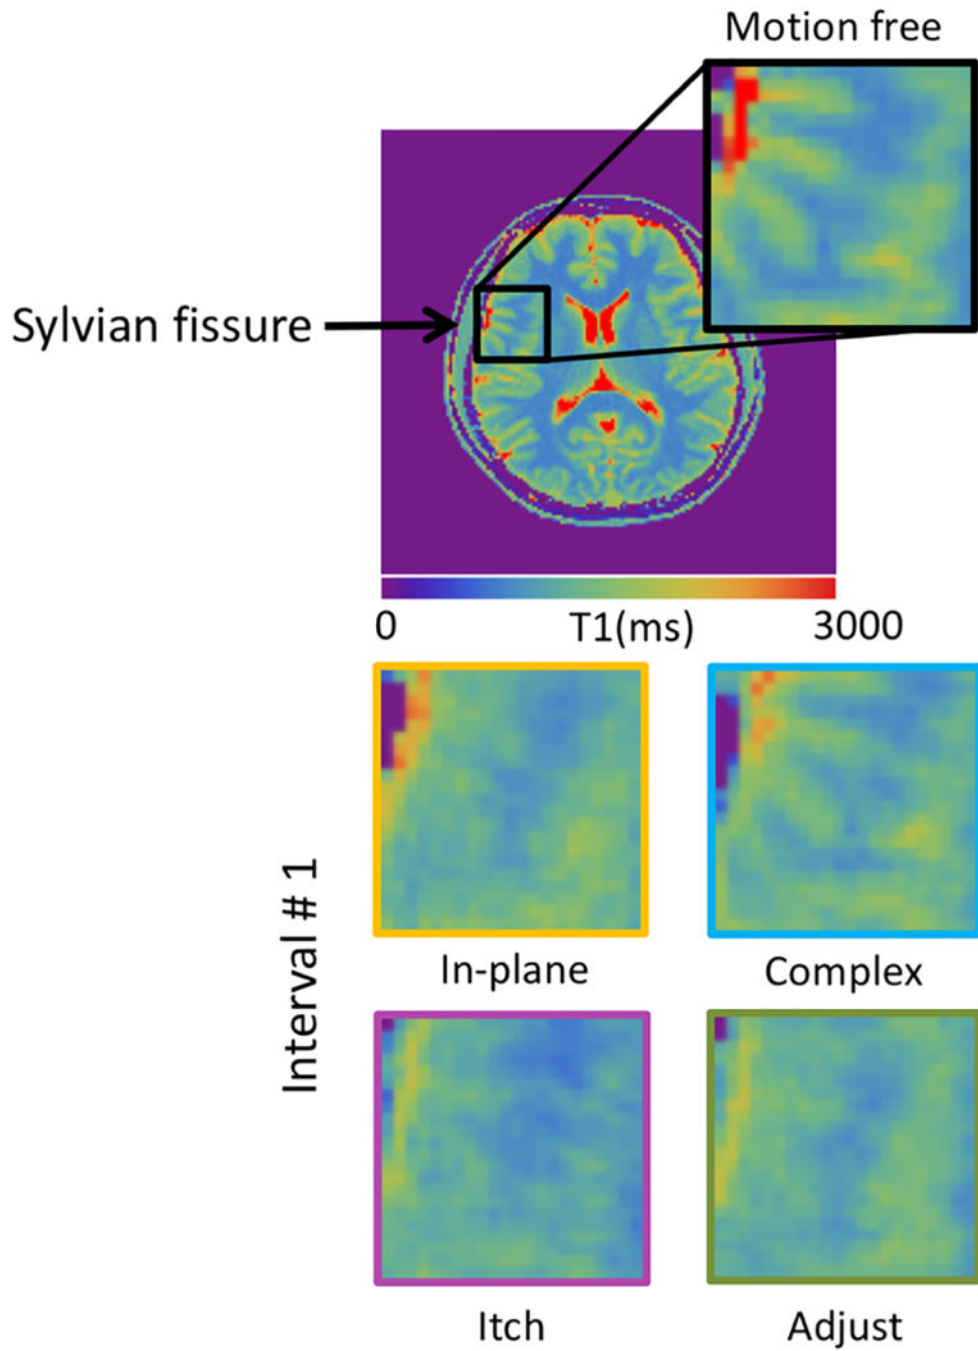 Motion free
Sylvian fissure
0
T1(ms)
3000
Interval # 1
In-plane
Complex
Itch
Adjust